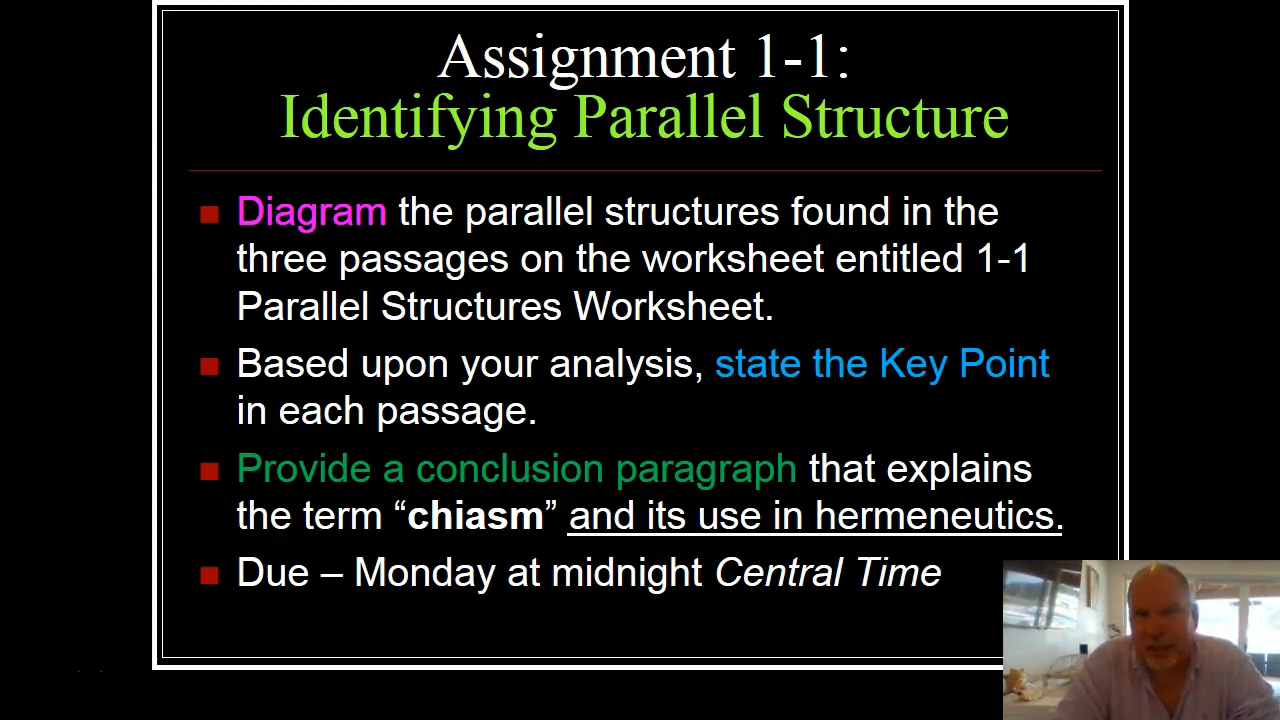 Assignment 1-1:
Identifying Parallel Structure
Diagram the parallel structures found in the
three passages on the worksheet entitled 1-1
Parallel Structures Worksheet.
Based upon your analysis, state the Key Point
in each passage.
Provide a conclusion paragraph that explains
the term “chiasm” and its use in hermeneutics.
Due – Monday at midnight Central Time